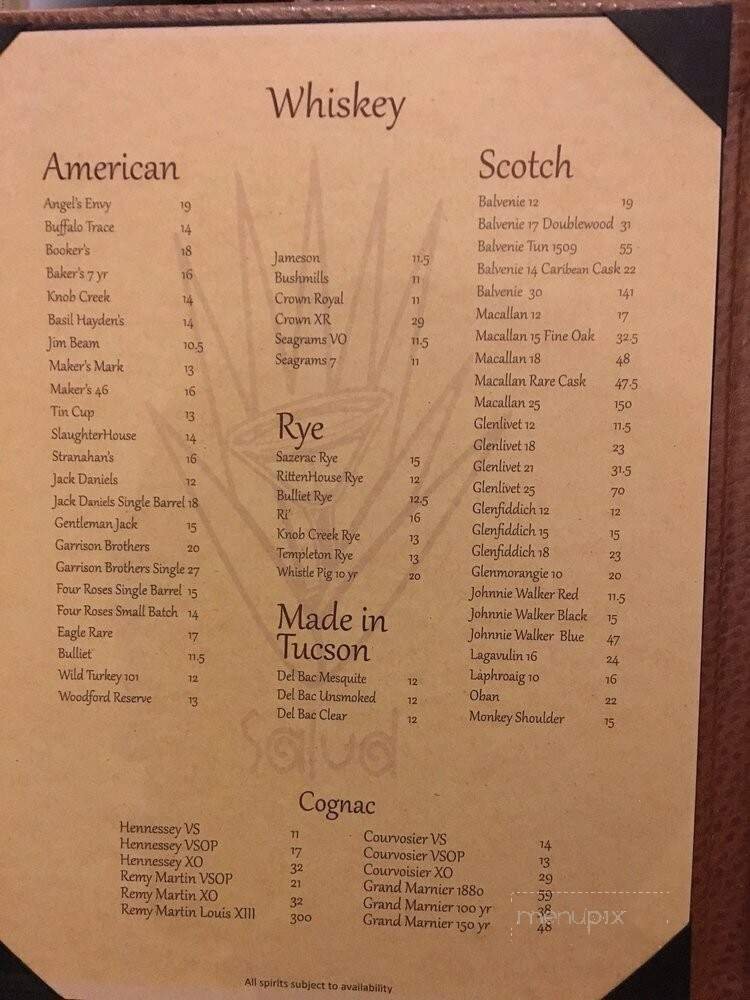 Whiskey
American
Angel's Envy 19
Buffalo Trace 14
Booker's 18
Baker's 7 yr 16
Knob Creek 14
Basil Hayden's 14
Jim Beam 10.5
Maker's Mark 13
Maker's 46 16
Tin Cup 13
SlaughterHouse 14
Stranahan's 16
Jack Daniels 12
Jack Daniels Single Barrel 18
Gentleman Jack 15
Garrison Brothers 20
Garrison Brothers Single 27
Four Roses Single Barrel 15
Four Roses Small Batch 14
Eagle Rare 17
Bulliet 11.5
Wild Turkey 101 12
Woodford Reserve 13
Jameson 11.5
Bushmills 11
Crown Royal 11
Crown XR 29
Seagrams VO 11.5
Seagrams 7 11
Rye
Sazerac Rye 15
RittenHouse Rye 12
Bulliet Rye 12.5
Ri' 16
Knob Creek Rye 13
Templeton Rye 13
Whistle Pig 10 yr 20
Made in
Tucson
Del Bac Mesquite 12
Del Bac Unsmoked 12
Del Bac Clear 12
Salud
Scotch
Balvenie 12 19
Balvenie 17 Doublewood 31
Balvenie Tun 1509 55
Balvenie 14 Caribean Cask 22
Balvenie 30 141
Macallan 12 17
Macallan 15 Fine Oak 32.5
Macallan 18 48
Macallan Rare Cask 47.5
Macallan 25 150
Glenlivet 12 11.5
Glenlivet 18 23
Glenlivet 21 31.5
Glenlivet 25 70
Glenfiddich 12 12
Glenfiddich 15 15
Glenfiddich 18 23
Glenmorangie 10 20
Johnnie Walker Red 11.5
Johnnie Walker Black 15
Johnnie Walker Blue 47
Lagavulin 16 24
Laphroaig 10 16
Oban 22
Monkey Shoulder 15
Cognac
Hennessey VS 11
Hennessey VSOP 17
Hennessey XO 32
Remy Martin VSOP 21
Remy Martin XO 32
Remy Martin Louis XIII 300
Courvosier VS 14
Courvosier VSOP 13
Courvoisier XO 29
Grand Marnier 1880 59
Grand Marnier 100 yr 38
Grand Marnier 150 yr 48
menupix
All spirits subject to availability